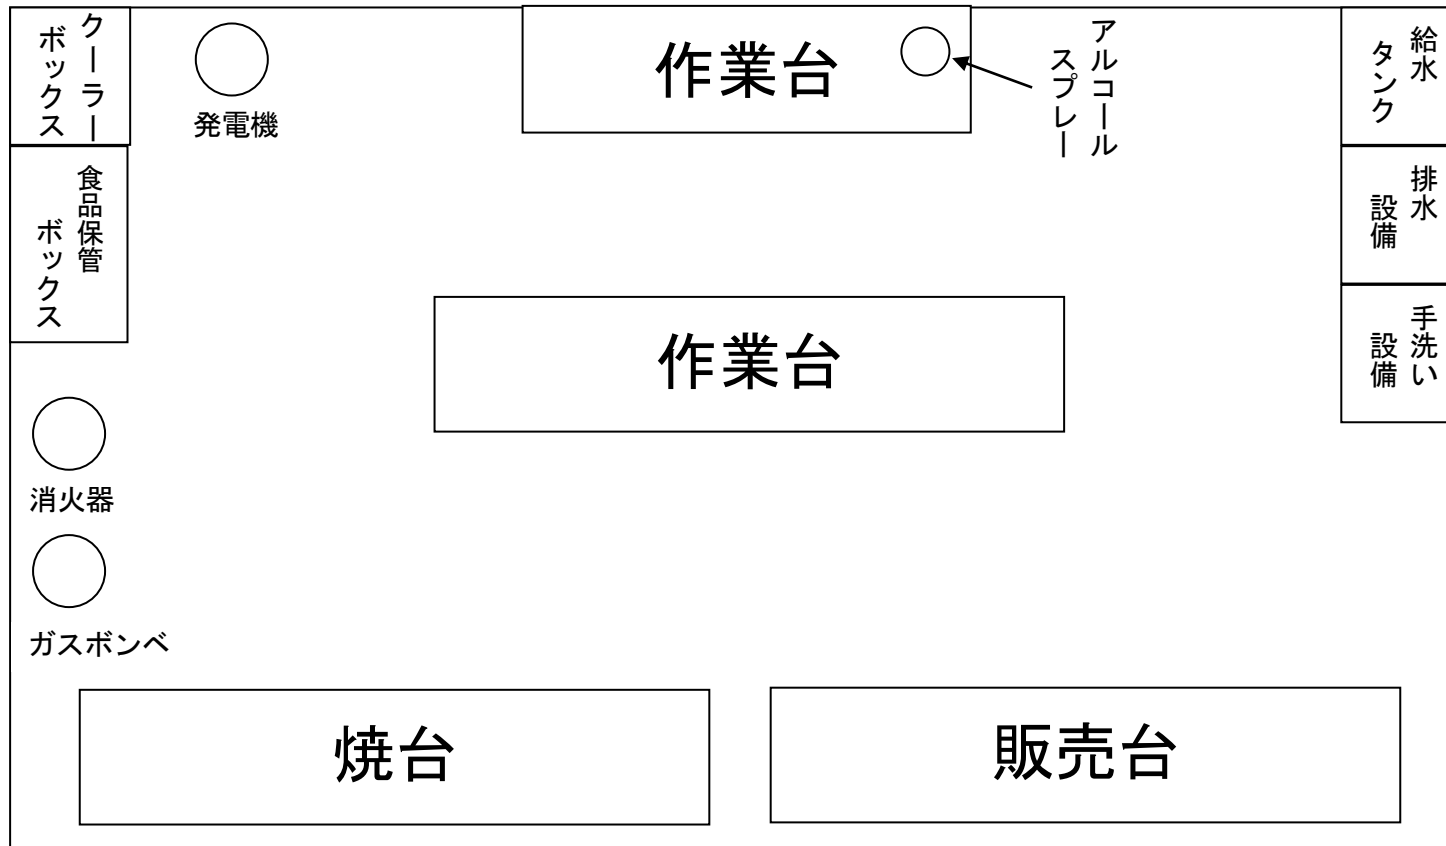 クーラー
ボックス
発電機
作業台
アルコール
スプレー
給水
タンク
食品保管
ボックス
排水
設備
作業台
手洗い
設備
消火器
ガスボンベ
焼台
販売台